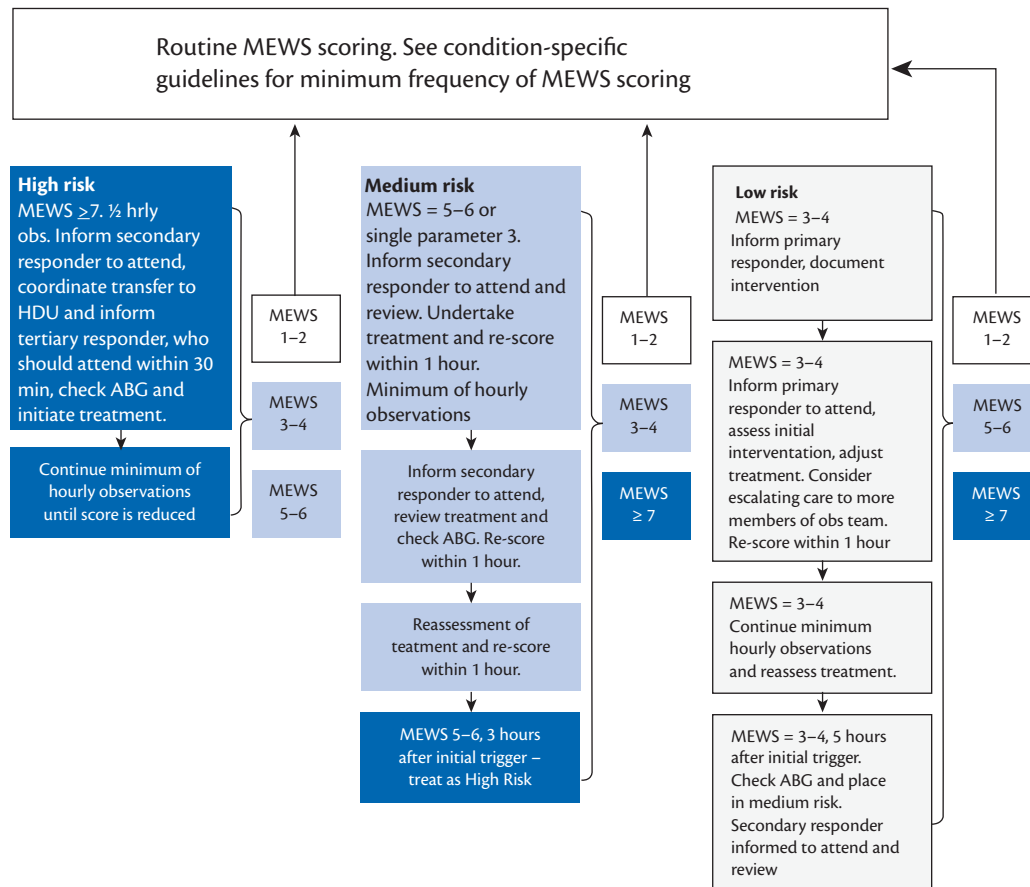 Routine MEWS scoring. See condition-specific
guidelines for minimum frequency of MEWS scoring
High risk
MEWS ≥7. ½ hrly
obs. Inform secondary
responder to attend,
coordinate transfer to
HDU and inform
tertiary responder, who
should attend within 30
min, check ABG and
initiate treatment.
Continue minimum of
hourly observations
until score is reduced
MEWS
1–2
MEWS
3–4
MEWS
5–6
Medium risk
MEWS = 5–6 or
single parameter 3.
Inform secondary
responder to attend and
review. Undertake
treatment and re-score
within 1 hour.
Minimum of hourly
observations
Inform secondary
responder to attend,
review treatment and
check ABG. Re-score
within 1 hour.
Reassessment of
teatment and re-score
within 1 hour.
MEWS 5–6, 3 hours
after initial trigger –
treat as High Risk
MEWS
1–2
MEWS
3–4
MEWS
≥ 7
Low risk
MEWS = 3–4
Inform primary
responder, document
intervention
MEWS = 3–4
Inform primary
responder to attend,
assess initial
interventation, adjust
treatment. Consider
escalating care to more
members of obs team.
Re-score within 1 hour
MEWS = 3–4
Continue minimum
hourly observations
and reassess treatment.
MEWS = 3–4, 5 hours
after initial trigger.
Check ABG and place
in medium risk.
Secondary responder
informed to attend and
review
MEWS
1–2
MEWS
5–6
MEWS
≥ 7